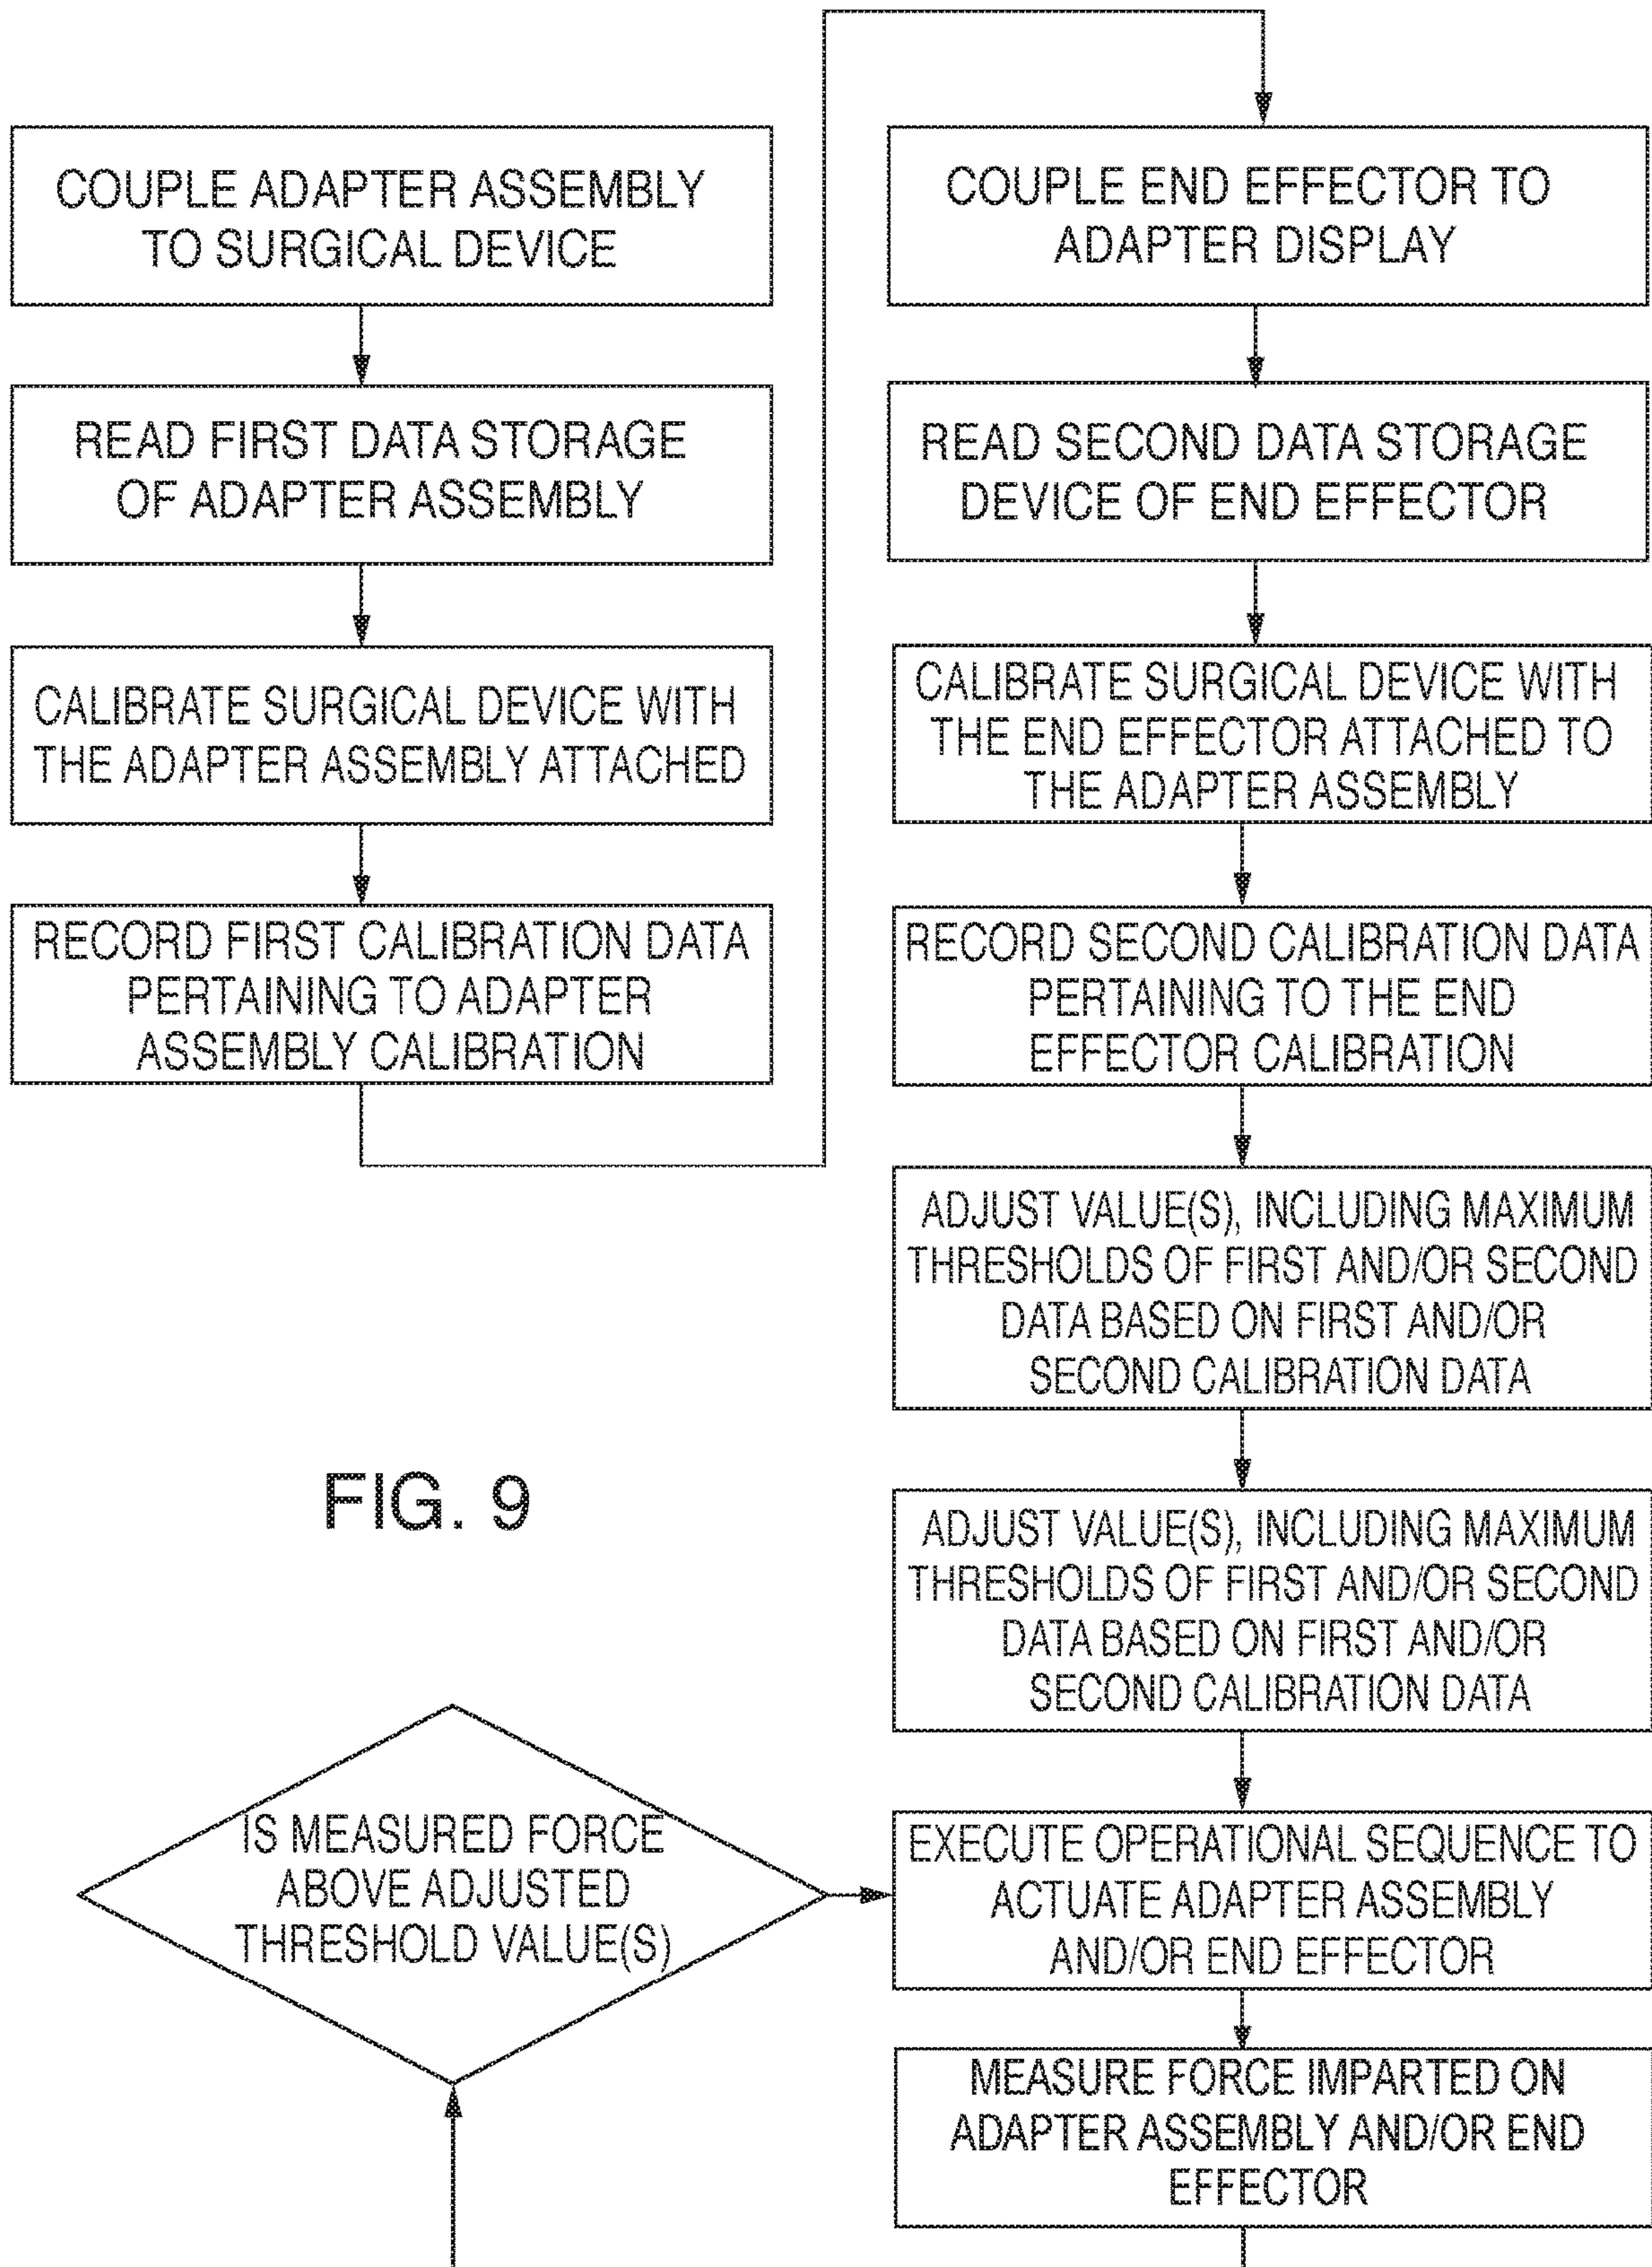 COUPLE ADAPTER ASSEMBLY
TO SURGICAL DEVICE
READ FIRST DATA STORAGE
OF ADAPTER ASSEMBLY
CALIBRATE SURGICAL DEVICE WITH
THE ADAPTER ASSEMBLY ATTACHED
RECORD FIRST CALIBRATION DATA
PERTAINING TO ADAPTER
ASSEMBLY CALIBRATION
COUPLE END EFFECTOR TO
ADAPTER DISPLAY
READ SECOND DATA STORAGE
DEVICE OF END EFFECTOR
CALIBRATE SURGICAL DEVICE WITH
THE END EFFECTOR ATTACHED TO
THE ADAPTER ASSEMBLY
RECORD SECOND CALIBRATION DATA
PERTAINING TO THE END
EFFECTOR CALIBRATION
ADJUST VALUE(S), INCLUDING MAXIMUM
THRESHOLDS OF FIRST AND/OR SECOND
DATA BASED ON FIRST AND/OR
SECOND CALIBRATION DATA
ADJUST VALUE(S), INCLUDING MAXIMUM
THRESHOLDS OF FIRST AND/OR SECOND
DATA BASED ON FIRST AND/OR
SECOND CALIBRATION DATA
EXECUTE OPERATIONAL SEQUENCE TO
ACTUATE ADAPTER ASSEMBLY
AND/OR END EFFECTOR
MEASURE FORCE IMPARTED ON
ADAPTER ASSEMBLY AND/OR END
EFFECTOR
IS MEASURED FORCE
ABOVE ADJUSTED
THRESHOLD VALUE(S)
FIG. 9